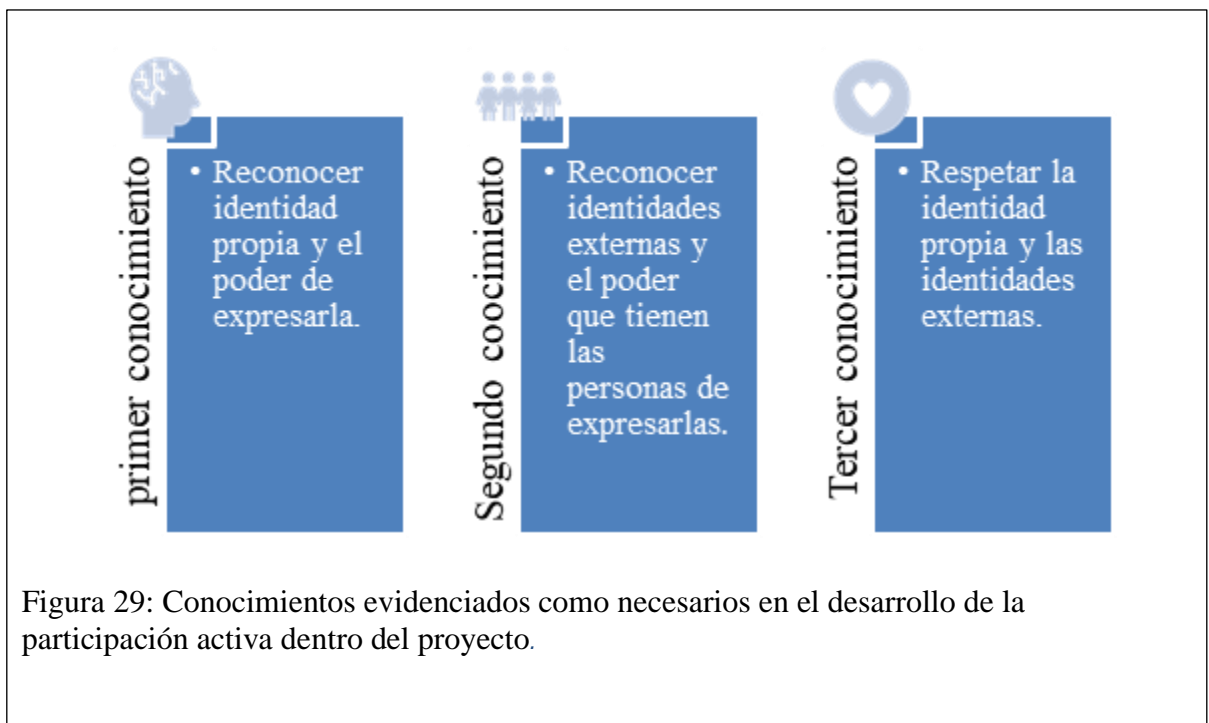 primer conocimiento
• Reconocer
identidad
propia y el
poder de
expresarla.
Segundo coocimiento
• Reconocer
identidades
externas y
el poder
que tienen
las
personas de
expresarlas.
Tercer conocimiento
• Respetar la
identidad
propia y las
identidades
externas.
Figura 29: Conocimientos evidenciados como necesarios en el desarrollo de la
participación activa dentro del proyecto.